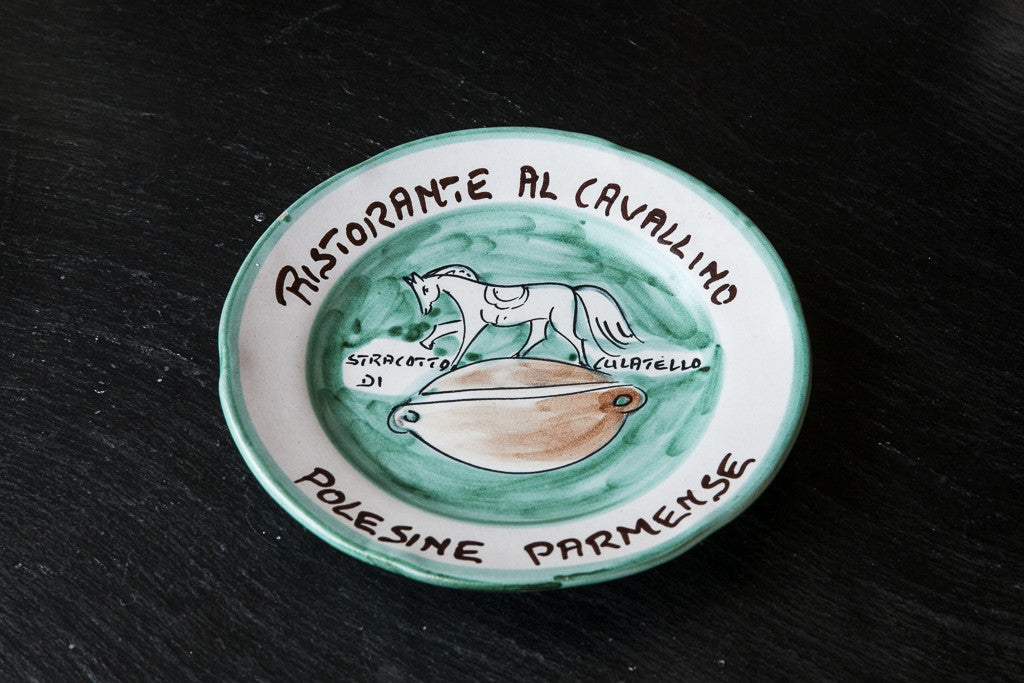 RISTORANTE AL CAVALLINO
STRACOTTO
DI
CULATELLO
POLESINE PARMENSE